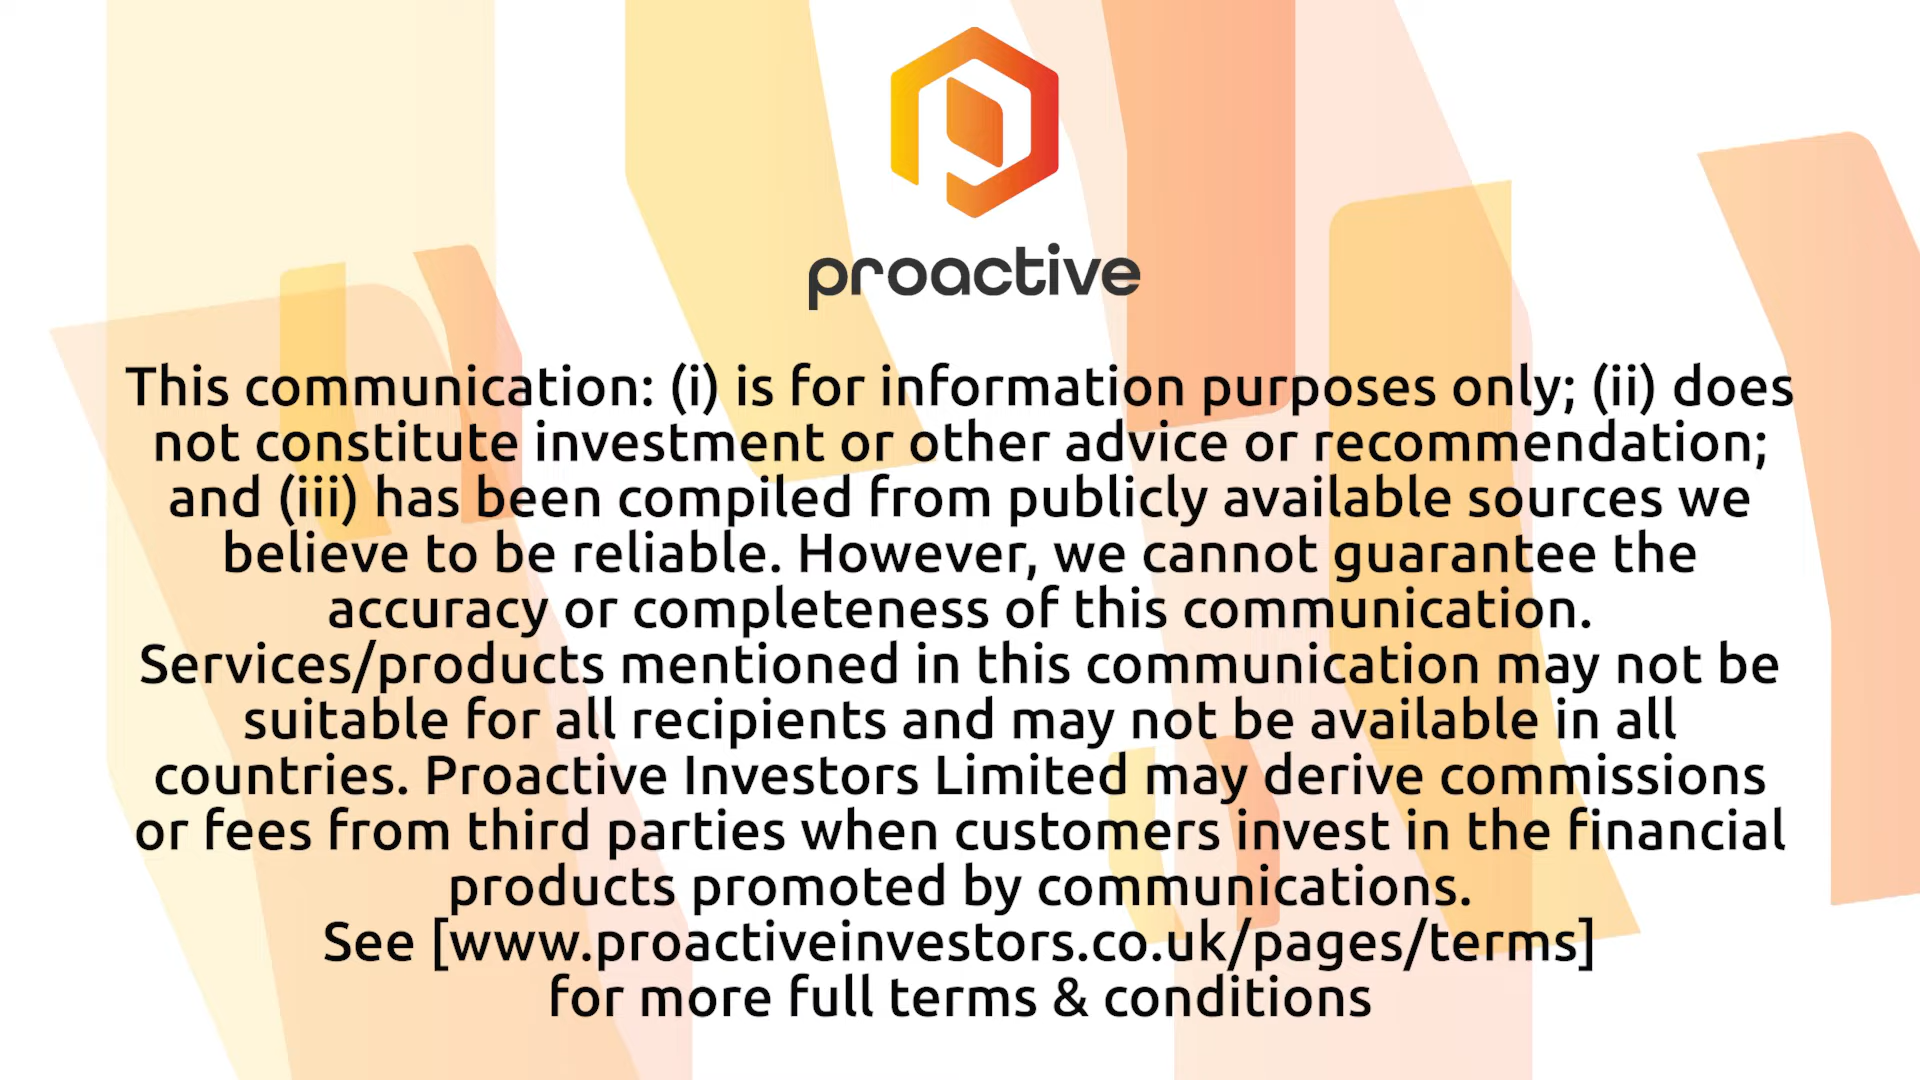 proactive
This communication: (i) is for information purposes only; (ii) does
not constitute investment or other advice or recommendation;
and (iii) has been compiled from publicly available sources we
believe to be reliable. However, we cannot guarantee the
accuracy or completeness of this communication.
Services/products mentioned in this communication may not be
suitable for all recipients and may not be available in all
countries. Proactive Investors Limited may derive commissions
or fees from third parties when customers invest in the financial
products promoted by communications.
See [www.proactiveinvestors.co.uk/pages/terms]
for more full terms & conditions